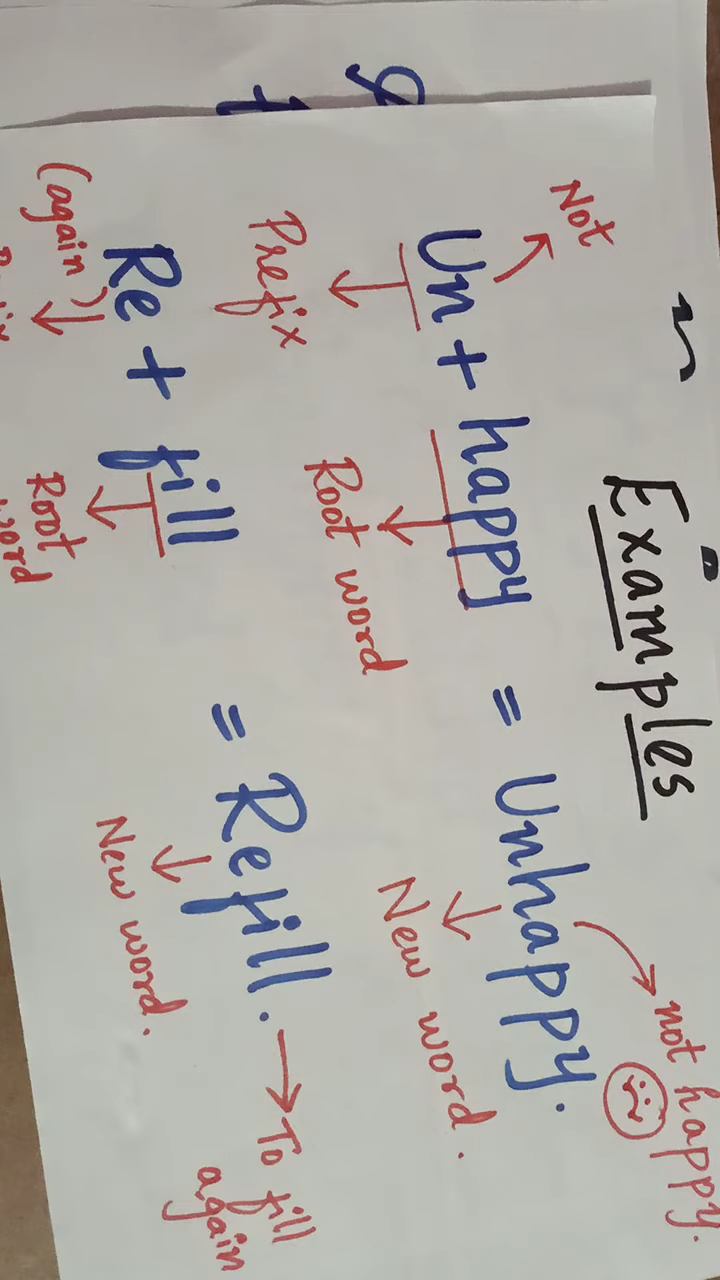 Examples
Not
not happy.
Un + happy = Unhappy.
Prefix Root word New word.
(again)
Re + fill = Refill. To fill again
Root word New word.